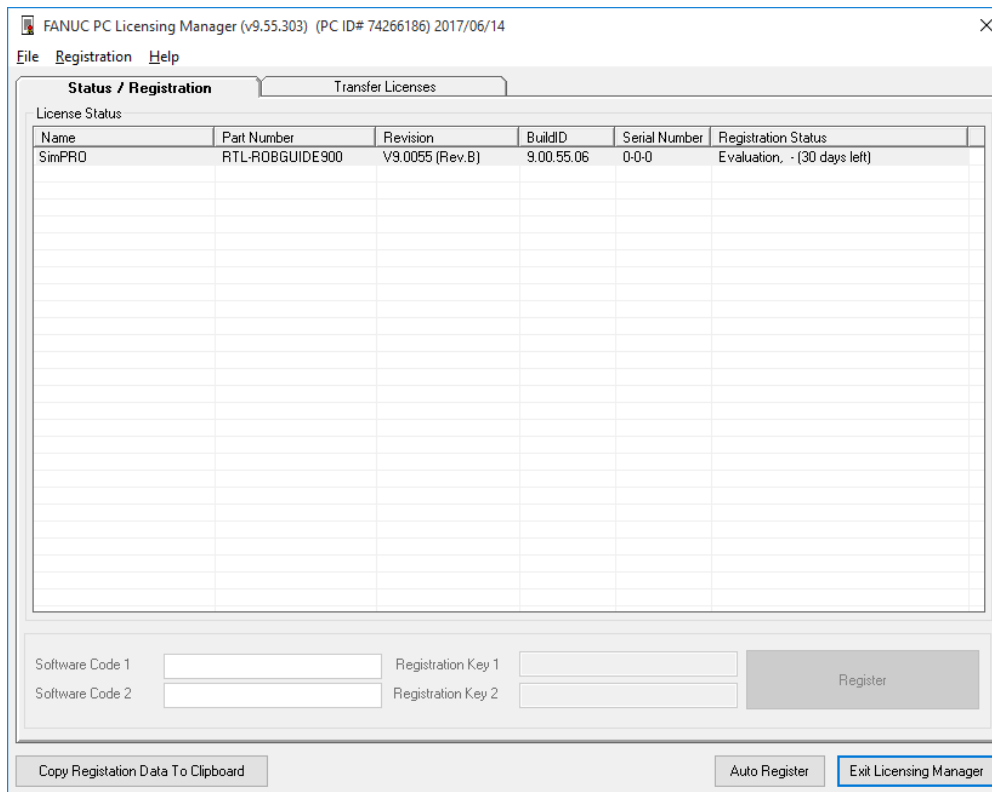 FANUC PC Licensing Manager (v9.55.303) (PC ID# 74266186) 2017/06/14
File Registration Help
Status / Registration Transfer Licenses
License Status
Name Part Number Revision BuildID Serial Number Registration Status
SimPRO RTL-ROBGUIDE900 V9.0055 (Rev.B) 9.00.55.06 0-0-0 Evaluation, - (30 days left)
Software Code 1 Registration Key 1 Register
Software Code 2 Registration Key 2
Copy Registation Data To Clipboard Auto Register Exit Licensing Manager